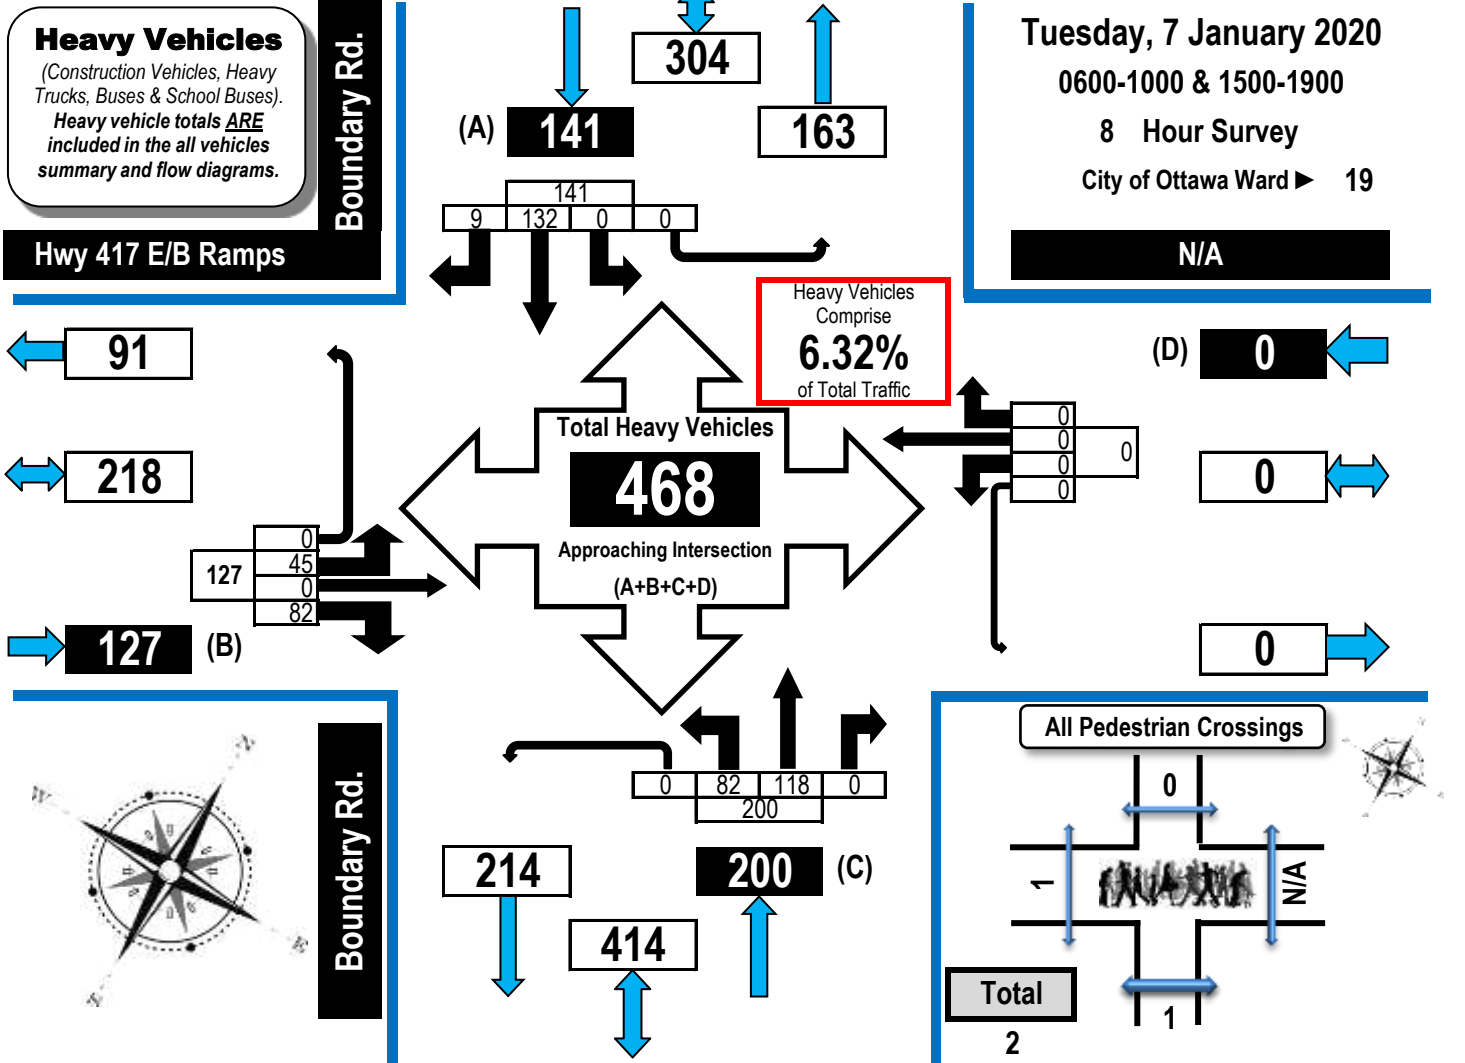 Heavy Vehicles
(Construction Vehicles, Heavy
Trucks, Buses & School Buses).
Heavy vehicle totals ARE
included in the all vehicles
summary and flow diagrams.
Boundary Rd.
Hwy 417 E/B Ramps
304
(A)
141
163
141
9
132
0
0
Tuesday, 7 January 2020
0600-1000 & 1500-1900
8 Hour Survey
City of Ottawa Ward ► 19
N/A
Heavy Vehicles
Comprise
6.32%
of Total Traffic
91
218
0
45
0
82
127
127
(B)
Total Heavy Vehicles
468
Approaching Intersection
(A+B+C+D)
(D)
0
0
0
0
0
0
0
0
Boundary Rd.
N
W
E
0
82
118
0
200
214
200
(C)
414
All Pedestrian Crossings
0
1
N/A
1
Total
2